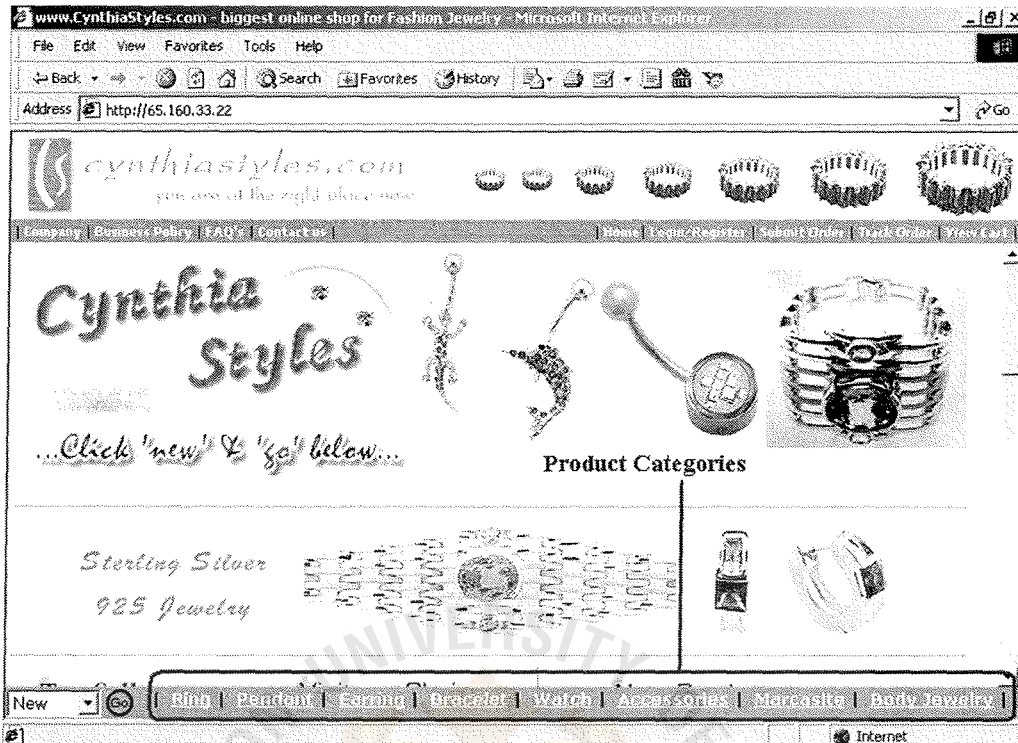 www.CynthiaStyles.com - biggest online shop for Fashion Jewelry - Microsoft Internet Explorer
File Edit View Favorites Tools Help
Back Search Favorites History
Address http://65.160.33.22 Go
cynthiastyles.com
you are at the right place now
| Company | Business Policy | FAQ's | Contact us | | Home | Login/Register | Submit Order | Track Order | View Cart |
Cynthia
Styles
...Click 'new' & 'go' below...
Product Categories
Sterling Silver
925 Jewelry
UNIVERSITY
New Go | Ring | Pendant | Earring | Bracelet | Watch | Accessories | Marcasite | Body Jewelry |
Internet